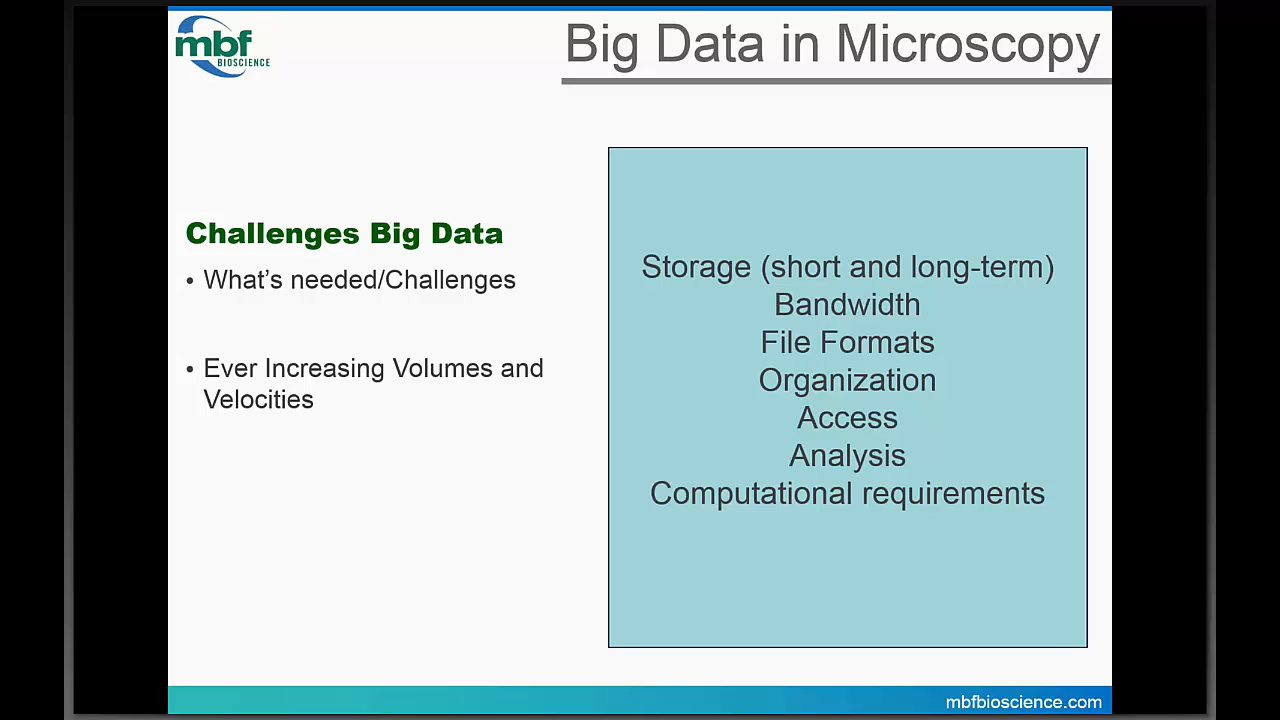 mbf
BIOSCIENCE
Big Data in Microscopy
Challenges Big Data
• What's needed/Challenges
• Ever Increasing Volumes and
Velocities
Storage (short and long-term)
Bandwidth
File Formats
Organization
Access
Analysis
Computational requirements
mbfbioscience.com